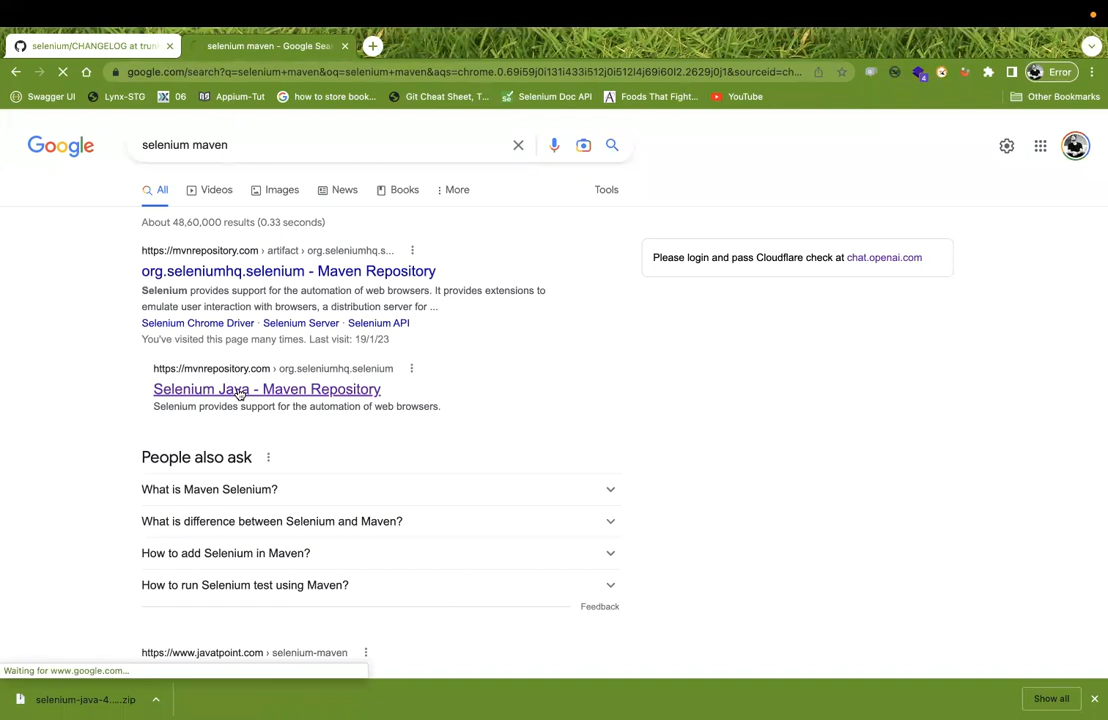 selenium/CHANGELOG at trun
selenium maven - Google Sea
google.com/search?q=selenium+maven&oq=selenium+maven&aqs=chrome.0.69i59j0i131i433i512j0i512l4j69i60l2.2629j0j1&sourceid=ch...
Error
Swagger UI
Lynx-STG
06
Appium-Tut
how to store book...
Git Cheat Sheet, T...
Selenium Doc API
Foods That Fight...
YouTube
Other Bookmarks
Google
selenium maven
All
Videos
Images
News
Books
More
Tools
About 48,60,000 results (0.33 seconds)
https://mvnrepository.com › artifact › org.seleniumhq.s...
org.seleniumhq.selenium - Maven Repository
Selenium provides support for the automation of web browsers. It provides extensions to
emulate user interaction with browsers, a distribution server for ...
Selenium Chrome Driver · Selenium Server · Selenium API
You've visited this page many times. Last visit: 19/1/23
https://mvnrepository.com › org.seleniumhq.selenium
Selenium Java - Maven Repository
Selenium provides support for the automation of web browsers.
Please login and pass Cloudflare check at chat.openai.com
People also ask
What is Maven Selenium?
What is difference between Selenium and Maven?
How to add Selenium in Maven?
How to run Selenium test using Maven?
Feedback
https://www.javatpoint.com › selenium-maven
Waiting for www.google.com...
selenium-java-4....zip
Show all